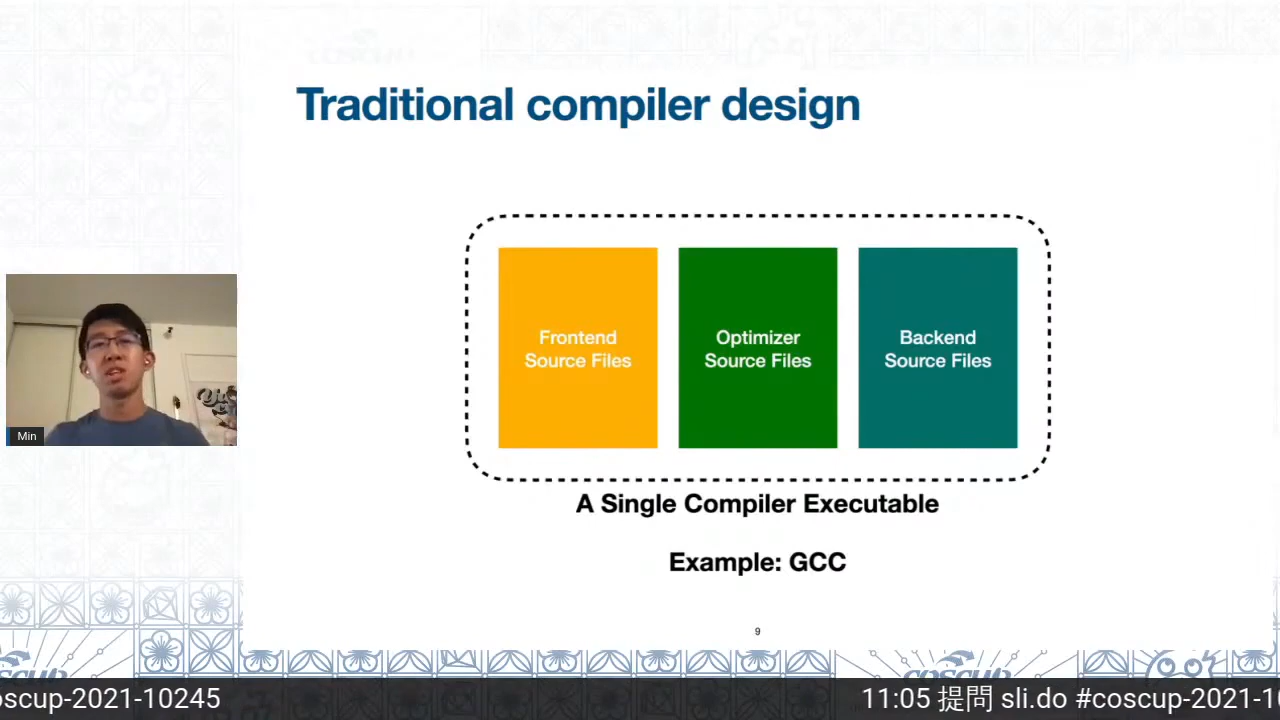 Traditional compiler design
Frontend
Source Files
Optimizer
Source Files
Backend
Source Files
A Single Compiler Executable
Example: GCC
9
Min
oscup-2021-10245
11:05 提問 sli.do #coscup-2021-10